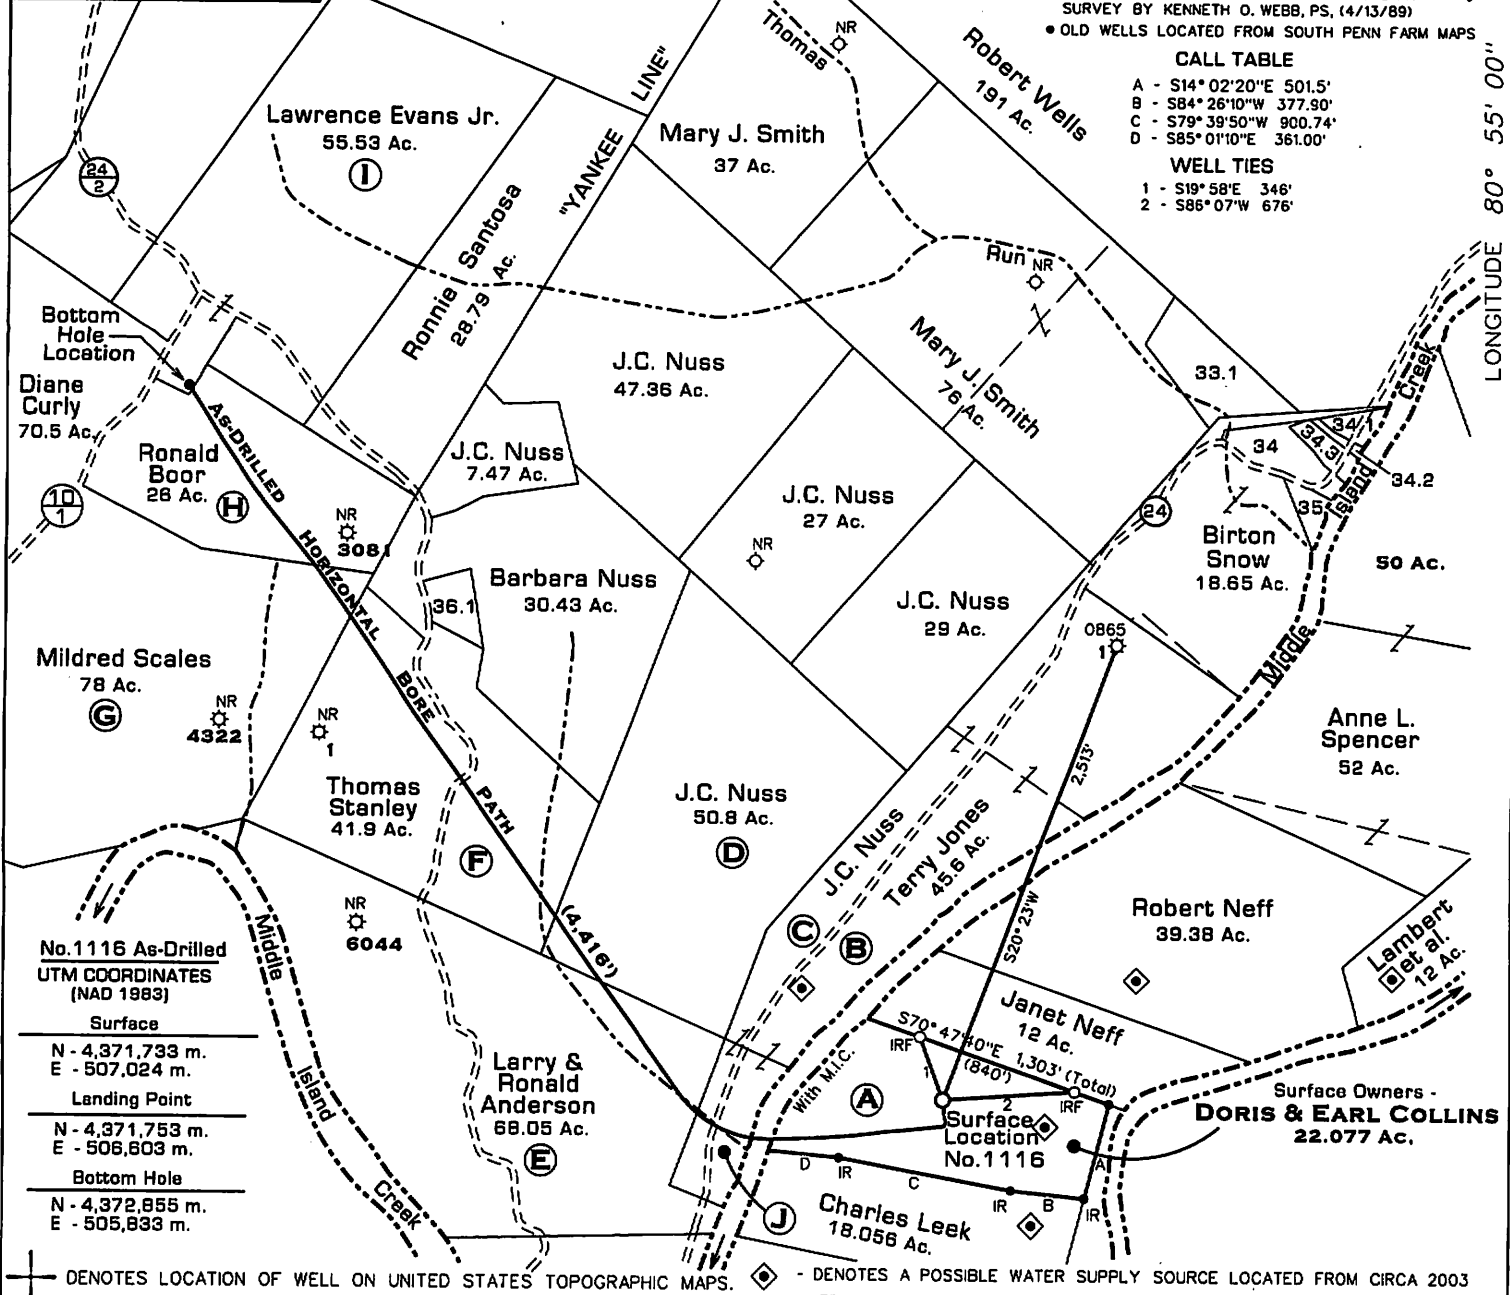 SURVEY BY KENNETH O. WEBB, PS, (4/13/89)
● OLD WELLS LOCATED FROM SOUTH PENN FARM MAPS
CALL TABLE
A - S14° 02'20"E 501.5'
B - S84° 26'10"W 377.90'
C - S79° 39'50"W 900.74'
D - S85° 01'10"E 361.00'
WELL TIES
1 - S19° 58'E 346'
2 - S86° 07'W 676'
LONGITUDE 80° 55' 00"
Thomas
NR
Robert Wells
191 Ac.
"YANKEE LINE"
Lawrence Evans Jr.
55.53 Ac.
I
Mary J. Smith
37 Ac.
24
2
Ronnie Santosa
28.79 Ac.
Run
NR
Bottom
Hole
Location
Diane
Curly
70.5 Ac.
J.C. Nuss
47.36 Ac.
Mary J. Smith
76 Ac.
33.1
34
34.3
34.1
34.2
35
Island
Creek
Ronald
Boor
26 Ac.
H
10
1
J.C. Nuss
7.47 Ac.
J.C. Nuss
27 Ac.
NR
24
Birton
Snow
18.65 Ac.
50 Ac.
NR
3081
AS-DRILLED HORIZONTAL BORE PATH (4,416')
36.1
Barbara Nuss
30.43 Ac.
J.C. Nuss
29 Ac.
0865
1
Middle
Mildred Scales
78 Ac.
G
NR
4322
NR
1
Anne L.
Spencer
52 Ac.
Thomas
Stanley
41.9 Ac.
F
J.C. Nuss
50.8 Ac.
D
2,513'
S20° 23'W
J.C. Nuss
C
Terry Jones
45.6 Ac.
B
Robert Neff
39.38 Ac.
Lambert
et al.
12 Ac.
NR
6044
Middle
Island
Creek
No.1116 As-Drilled
UTM COORDINATES
(NAD 1983)
Surface
N - 4,371,733 m.
E - 507,024 m.
Landing Point
N - 4,371,753 m.
E - 506,603 m.
Bottom Hole
N - 4,372,855 m.
E - 505,833 m.
Janet Neff
12 Ac.
S70° 47'40"E 1,303' (Total)
(840')
IRF
1
2
IRF
With M.I.C.
A
Larry &
Ronald
Anderson
68.05 Ac.
E
Surface
Location
No.1116
Surface Owners -
DORIS & EARL COLLINS
22.077 Ac.
A
D
IR
C
IR
B
IR
J
Charles Leek
18.056 Ac.
DENOTES LOCATION OF WELL ON UNITED STATES TOPOGRAPHIC MAPS.
- DENOTES A POSSIBLE WATER SUPPLY SOURCE LOCATED FROM CIRCA 2003